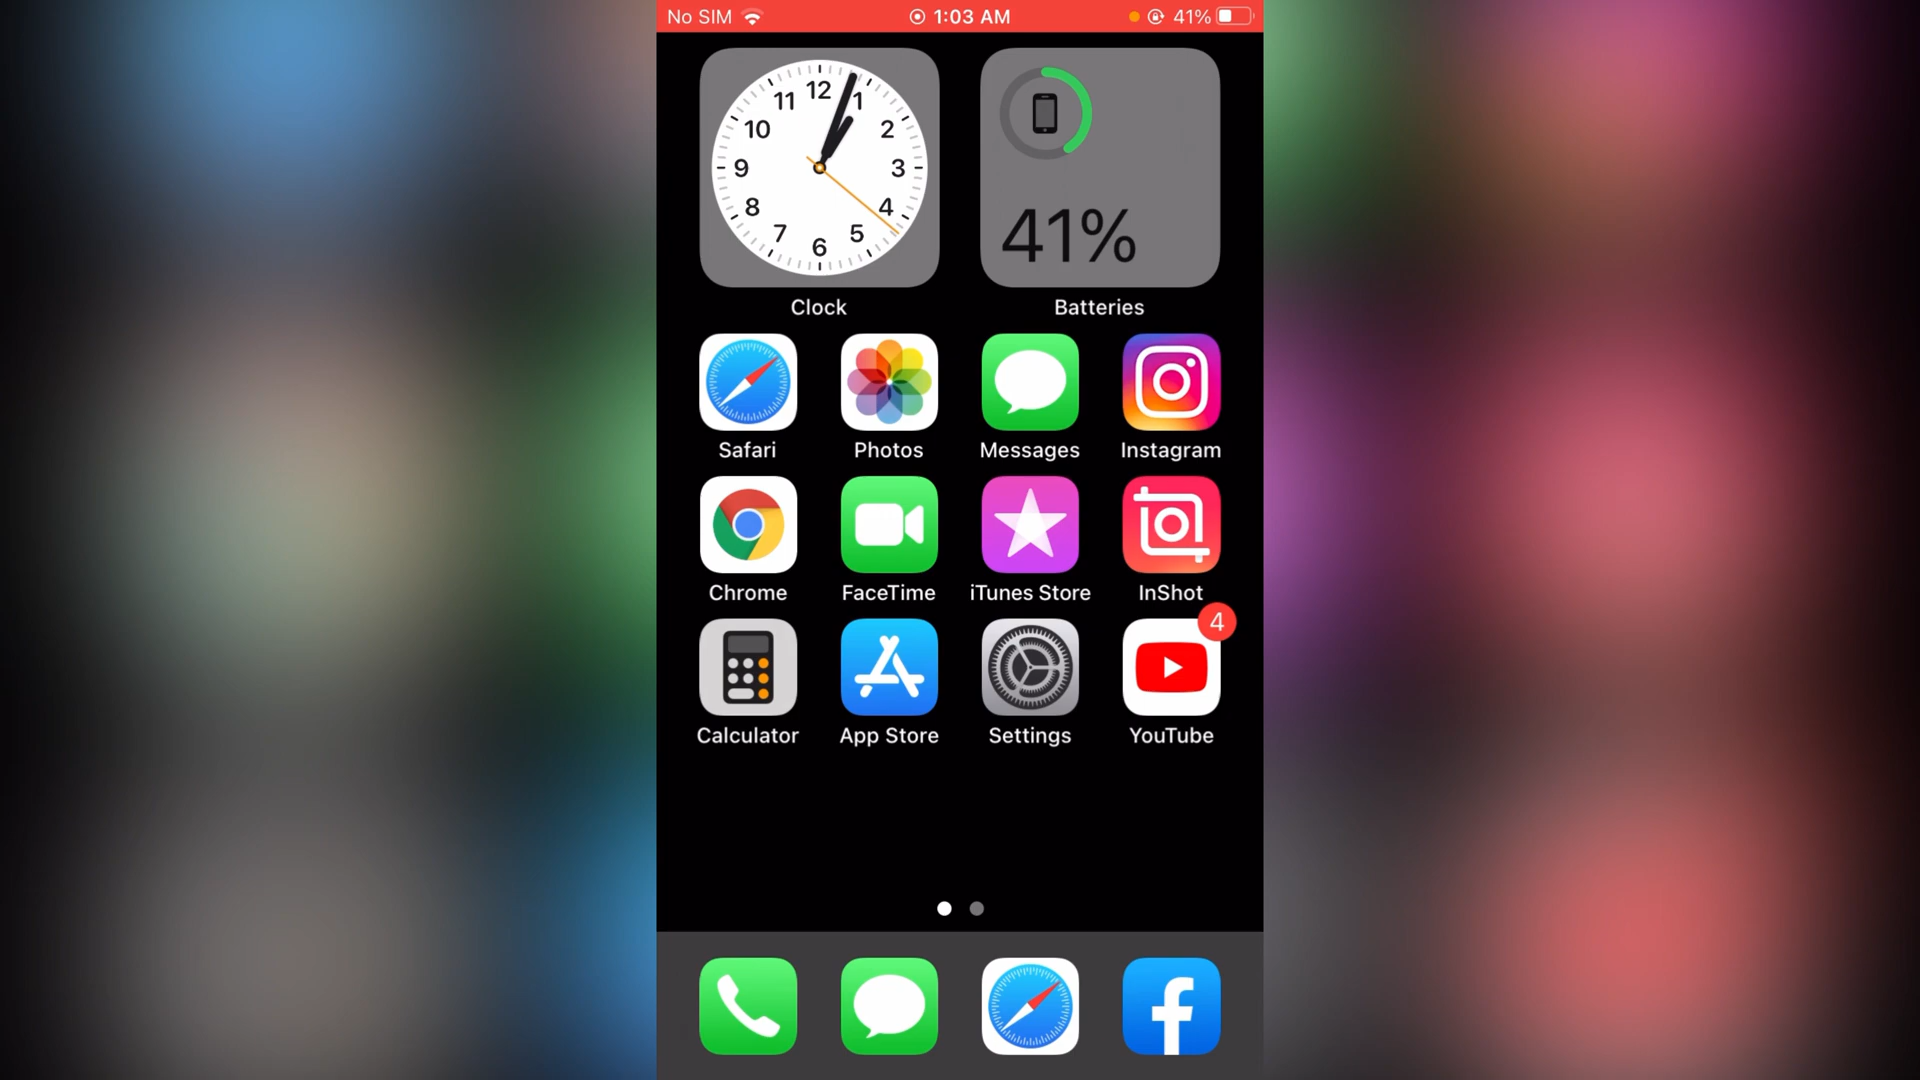 No SIM 1:03 AM 41%
12
11 1
10 2
9 3
8 4
7 5
6
41%
Clock Batteries
Safari Photos Messages Instagram
Chrome FaceTime iTunes Store InShot
4
Calculator App Store Settings YouTube